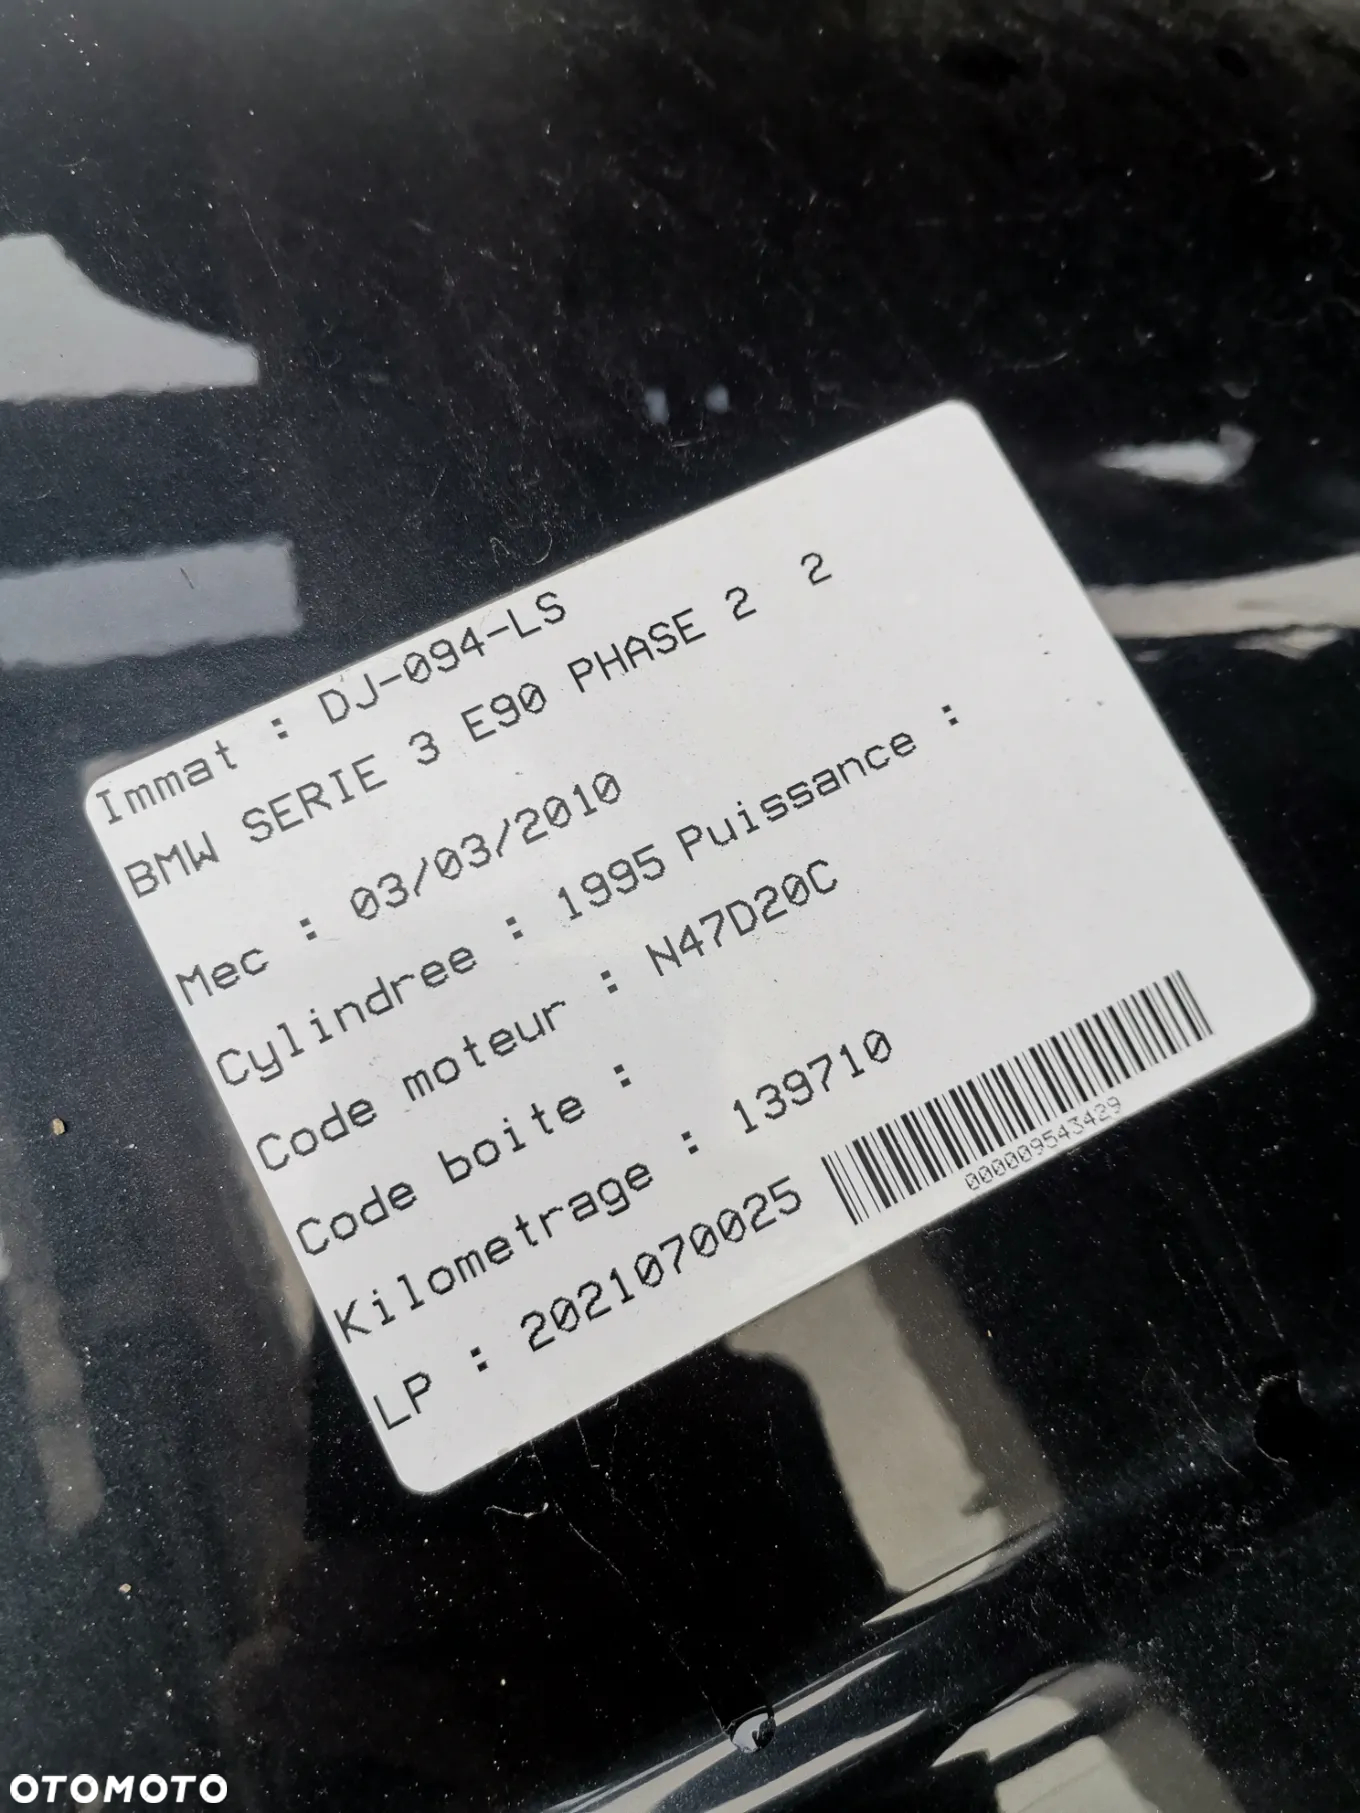 Immat : DJ-094-LS
BMW SERIE 3 E90 PHASE 2  2
Mec : 03/03/2010
Cylindree : 1995 Puissance :
Code moteur : N47D20C
Code boite :
Kilometrage : 139710
LP : 2021070025
000009543429
OTOMOTO